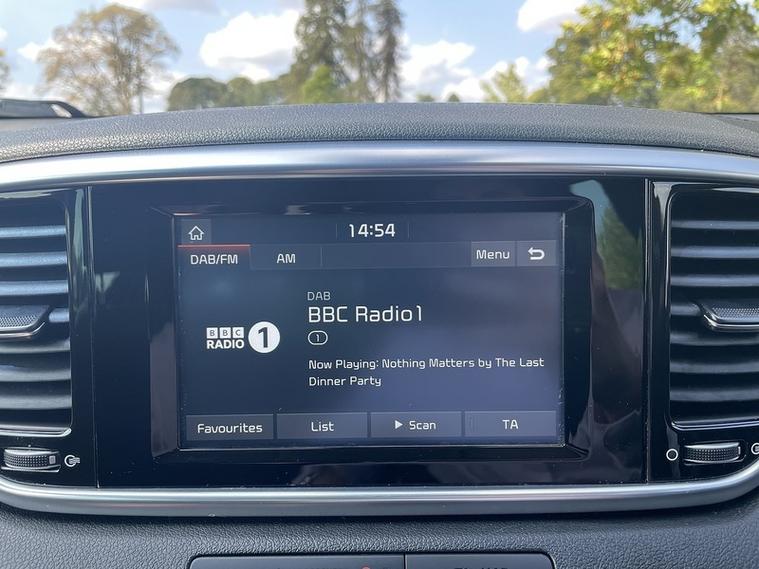 14:54
DAB/FM AM Menu
DAB
BBC Radio1
BBC
RADIO 1
1
Now Playing: Nothing Matters by The Last
Dinner Party
Favourites List Scan TA